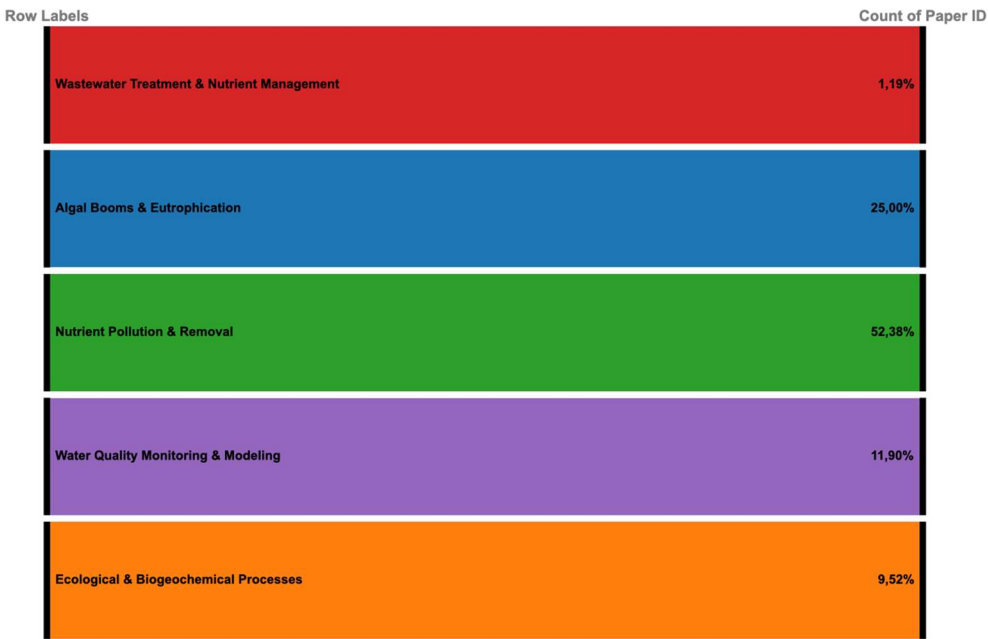 Row Labels Count of Paper ID
Wastewater Treatment & Nutrient Management 1,19%
Algal Booms & Eutrophication 25,00%
Nutrient Pollution & Removal 52,38%
Water Quality Monitoring & Modeling 11,90%
Ecological & Biogeochemical Processes 9,52%